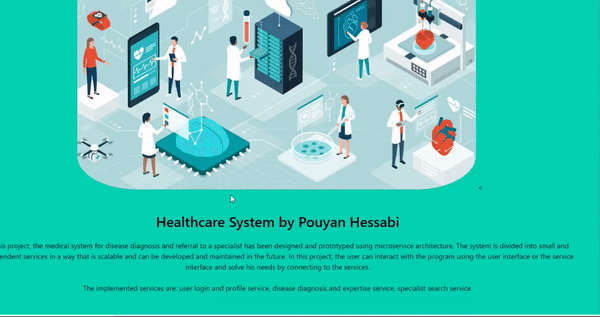 Healthcare System by Pouyan Hessabi
is project, the medical system for disease diagnosis and referral to a specialist has been designed and prototyped using microservice architecture. The system is divided into small and
endent services in a way that is scalable and can be developed and maintained in the future. In this project, the user can interact with the program using the user interface or the service
interface and solve his needs by connecting to the services.
The implemented services are: user login and profile service, disease diagnosis and expertise service, specialist search service.